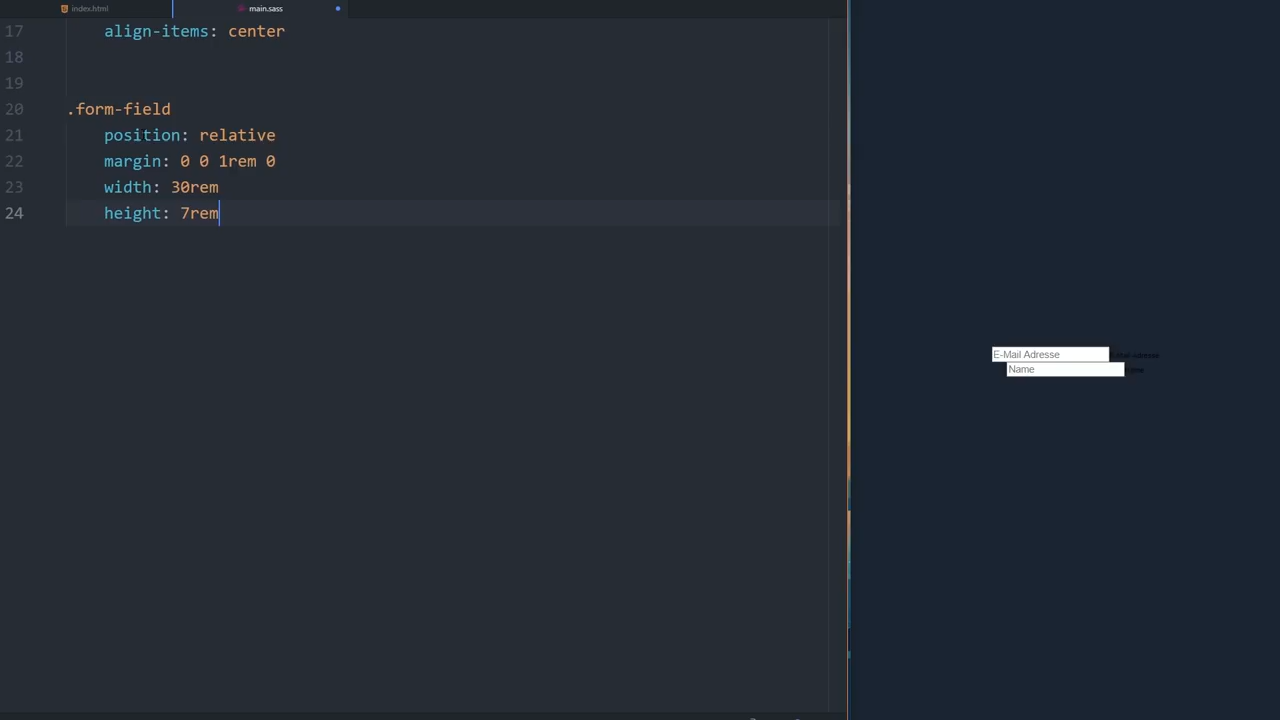 index.html
main.sass
17 align-items: center
18
19
20 .form-field
21 position: relative
22 margin: 0 0 1rem 0
23 width: 30rem
24 height: 7rem
E-Mail Adresse
Name